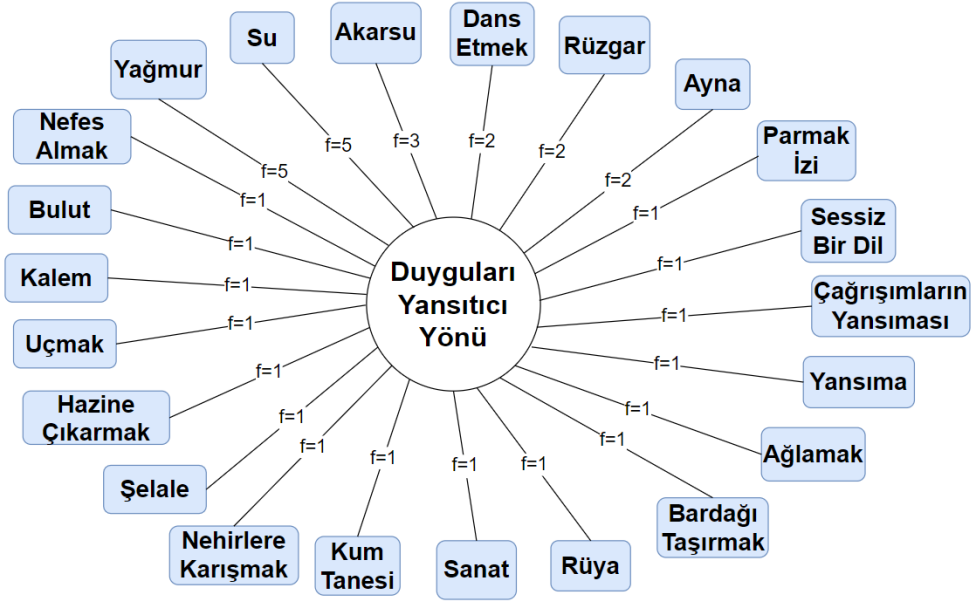 Duyguları
Yansıtıcı
Yönü
Su
f=5
Akarsu
f=3
Dans
Etmek
f=2
Rüzgar
f=2
Ayna
f=2
Parmak
İzi
f=1
Sessiz
Bir Dil
f=1
Çağrışımların
Yansıması
f=1
Yansıma
f=1
Ağlamak
f=1
Bardağı
Taşırmak
f=1
Rüya
f=1
Sanat
f=1
Kum
Tanesi
f=1
Nehirlere
Karışmak
f=1
Şelale
f=1
Hazine
Çıkarmak
f=1
Uçmak
f=1
Kalem
f=1
Bulut
f=1
Nefes
Almak
f=1
Yağmur
f=5